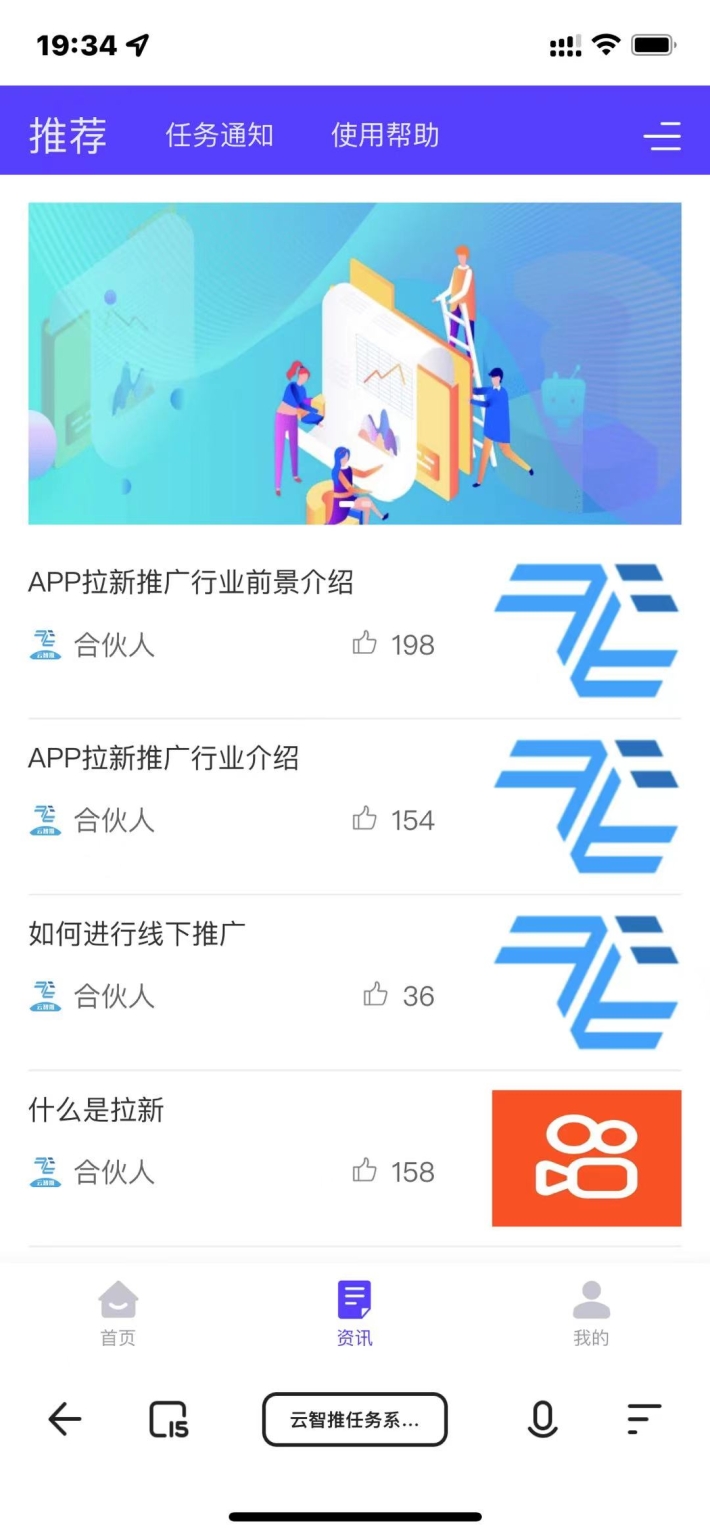 19:34
推荐 任务通知 使用帮助
APP拉新推广行业前景介绍
合伙人 198
APP拉新推广行业介绍
合伙人 154
如何进行线下推广
合伙人 36
什么是拉新
合伙人 158
首页 资讯 我的
15 云智推任务系...